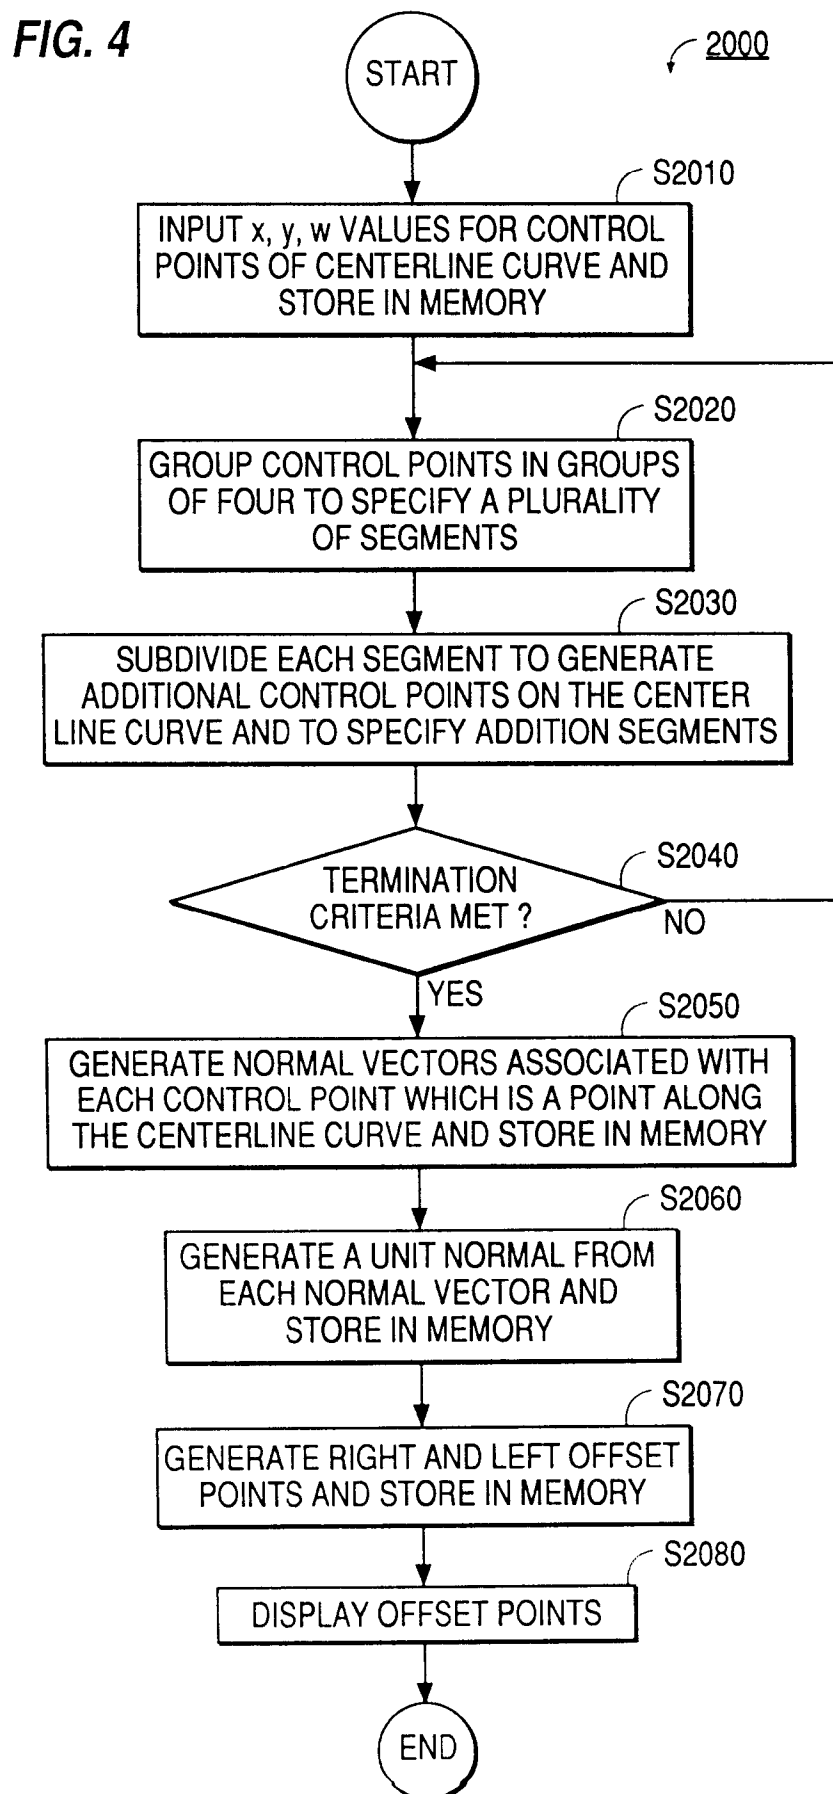 FIG. 4
2000
START
S2010
INPUT x, y, w VALUES FOR CONTROL
POINTS OF CENTERLINE CURVE AND
STORE IN MEMORY
S2020
GROUP CONTROL POINTS IN GROUPS
OF FOUR TO SPECIFY A PLURALITY
OF SEGMENTS
S2030
SUBDIVIDE EACH SEGMENT TO GENERATE
ADDITIONAL CONTROL POINTS ON THE CENTER
LINE CURVE AND TO SPECIFY ADDITION SEGMENTS
S2040
TERMINATION
CRITERIA MET ?
NO
YES
S2050
GENERATE NORMAL VECTORS ASSOCIATED WITH
EACH CONTROL POINT WHICH IS A POINT ALONG
THE CENTERLINE CURVE AND STORE IN MEMORY
S2060
GENERATE A UNIT NORMAL FROM
EACH NORMAL VECTOR AND
STORE IN MEMORY
S2070
GENERATE RIGHT AND LEFT OFFSET
POINTS AND STORE IN MEMORY
S2080
DISPLAY OFFSET POINTS
END